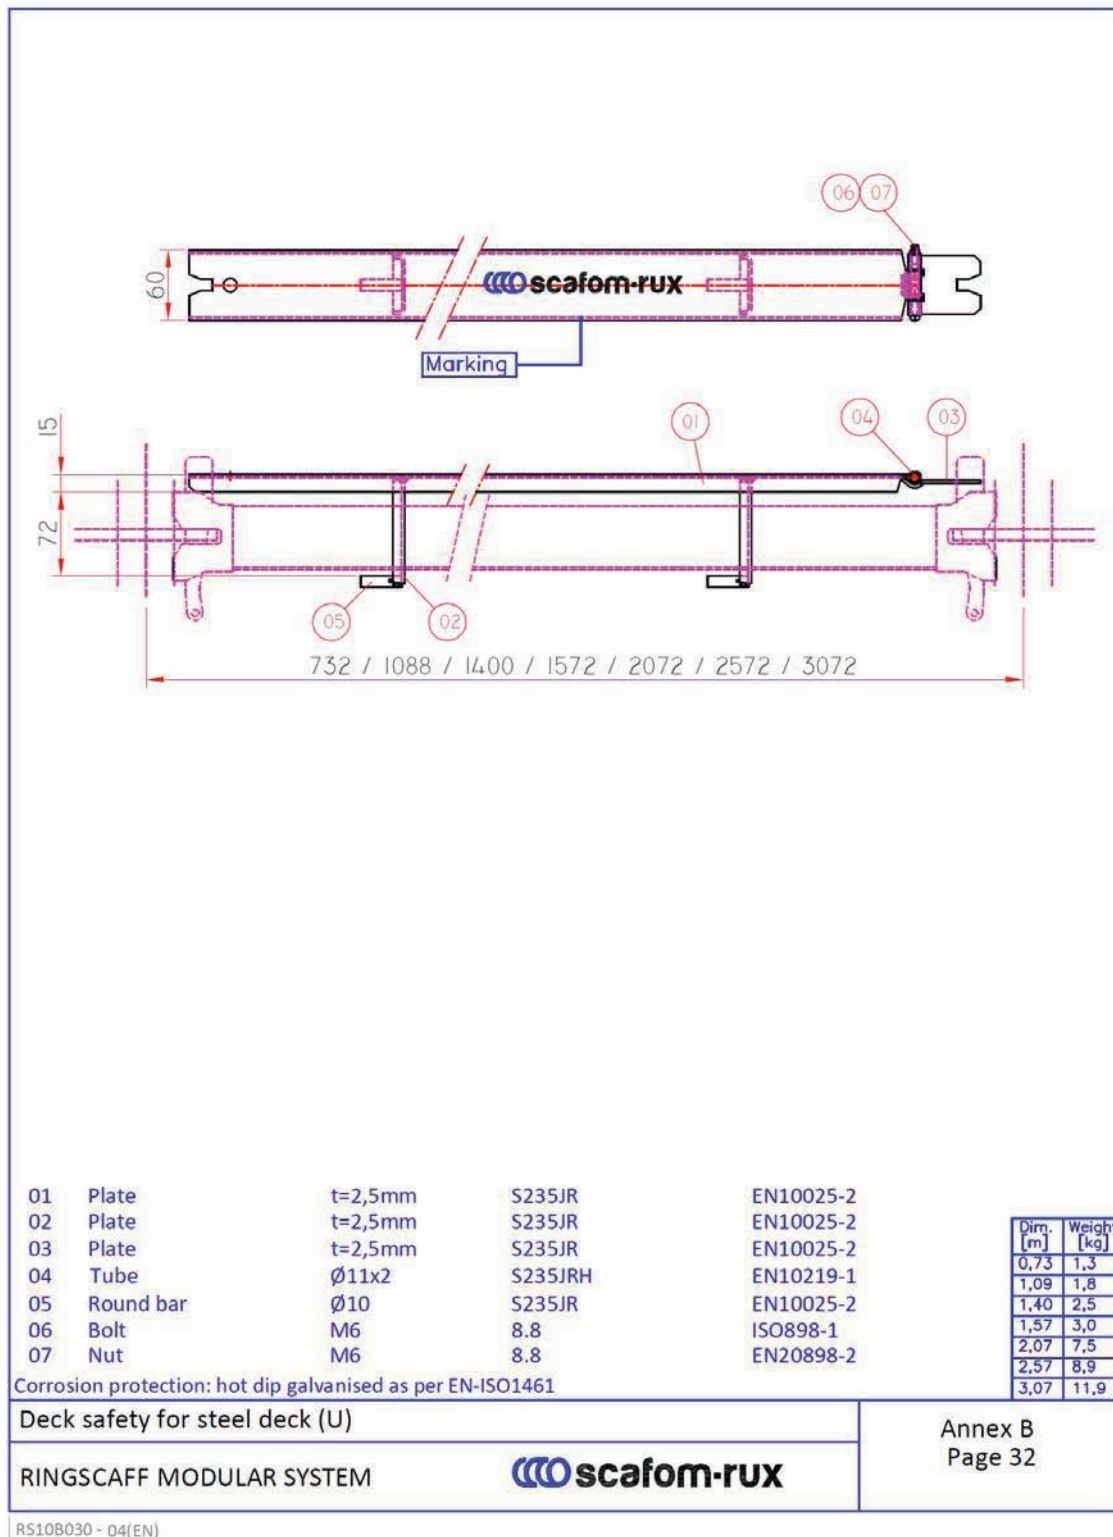 06 07
60
scafom-rux
Marking
15
01
04
03
72
05
02
732 / 1088 / 1400 / 1572 / 2072 / 2572 / 3072
01 Plate t=2,5mm S235JR EN10025-2
02 Plate t=2,5mm S235JR EN10025-2
03 Plate t=2,5mm S235JR EN10025-2
04 Tube Ø11x2 S235JRH EN10219-1
05 Round bar Ø10 S235JR EN10025-2
06 Bolt M6 8.8 ISO898-1
07 Nut M6 8.8 EN20898-2
Corrosion protection: hot dip galvanised as per EN-ISO1461
Dim. Weight
[m] [kg]
0,73 1,3
1,09 1,8
1,40 2,5
1,57 3,0
2,07 7,5
2,57 8,9
3,07 11,9
Deck safety for steel deck (U)
RINGSCAFF MODULAR SYSTEM
scafom-rux
Annex B
Page 32
RS10B030 - 04(EN)